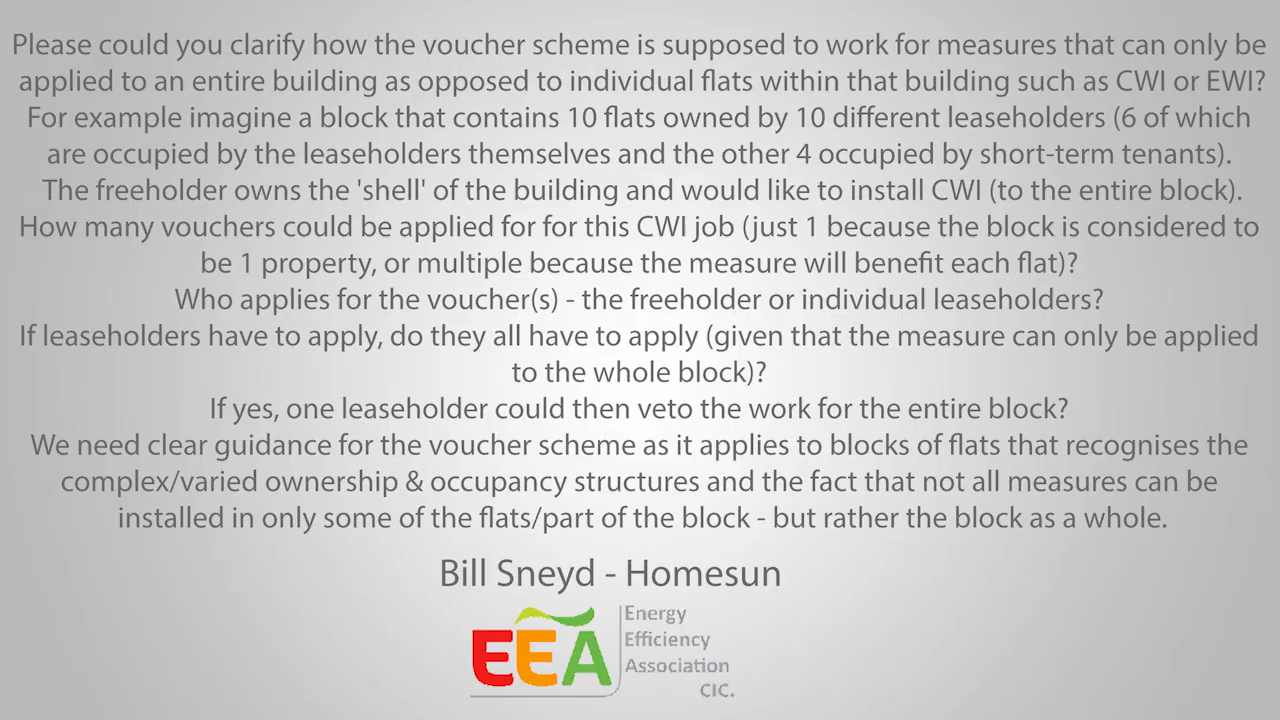 Please could you clarify how the voucher scheme is supposed to work for measures that can only be
applied to an entire building as opposed to individual flats within that building such as CWI or EWI?
For example imagine a block that contains 10 flats owned by 10 different leaseholders (6 of which
are occupied by the leaseholders themselves and the other 4 occupied by short-term tenants).
The freeholder owns the 'shell' of the building and would like to install CWI (to the entire block).
How many vouchers could be applied for for this CWI job (just 1 because the block is considered to
be 1 property, or multiple because the measure will benefit each flat)?
Who applies for the voucher(s) - the freeholder or individual leaseholders?
If leaseholders have to apply, do they all have to apply (given that the measure can only be applied
to the whole block)?
If yes, one leaseholder could then veto the work for the entire block?
We need clear guidance for the voucher scheme as it applies to blocks of flats that recognises the
complex/varied ownership & occupancy structures and the fact that not all measures can be
installed in only some of the flats/part of the block - but rather the block as a whole.
Bill Sneyd - Homesun
EEA
Energy
Efficiency
Association
CIC.